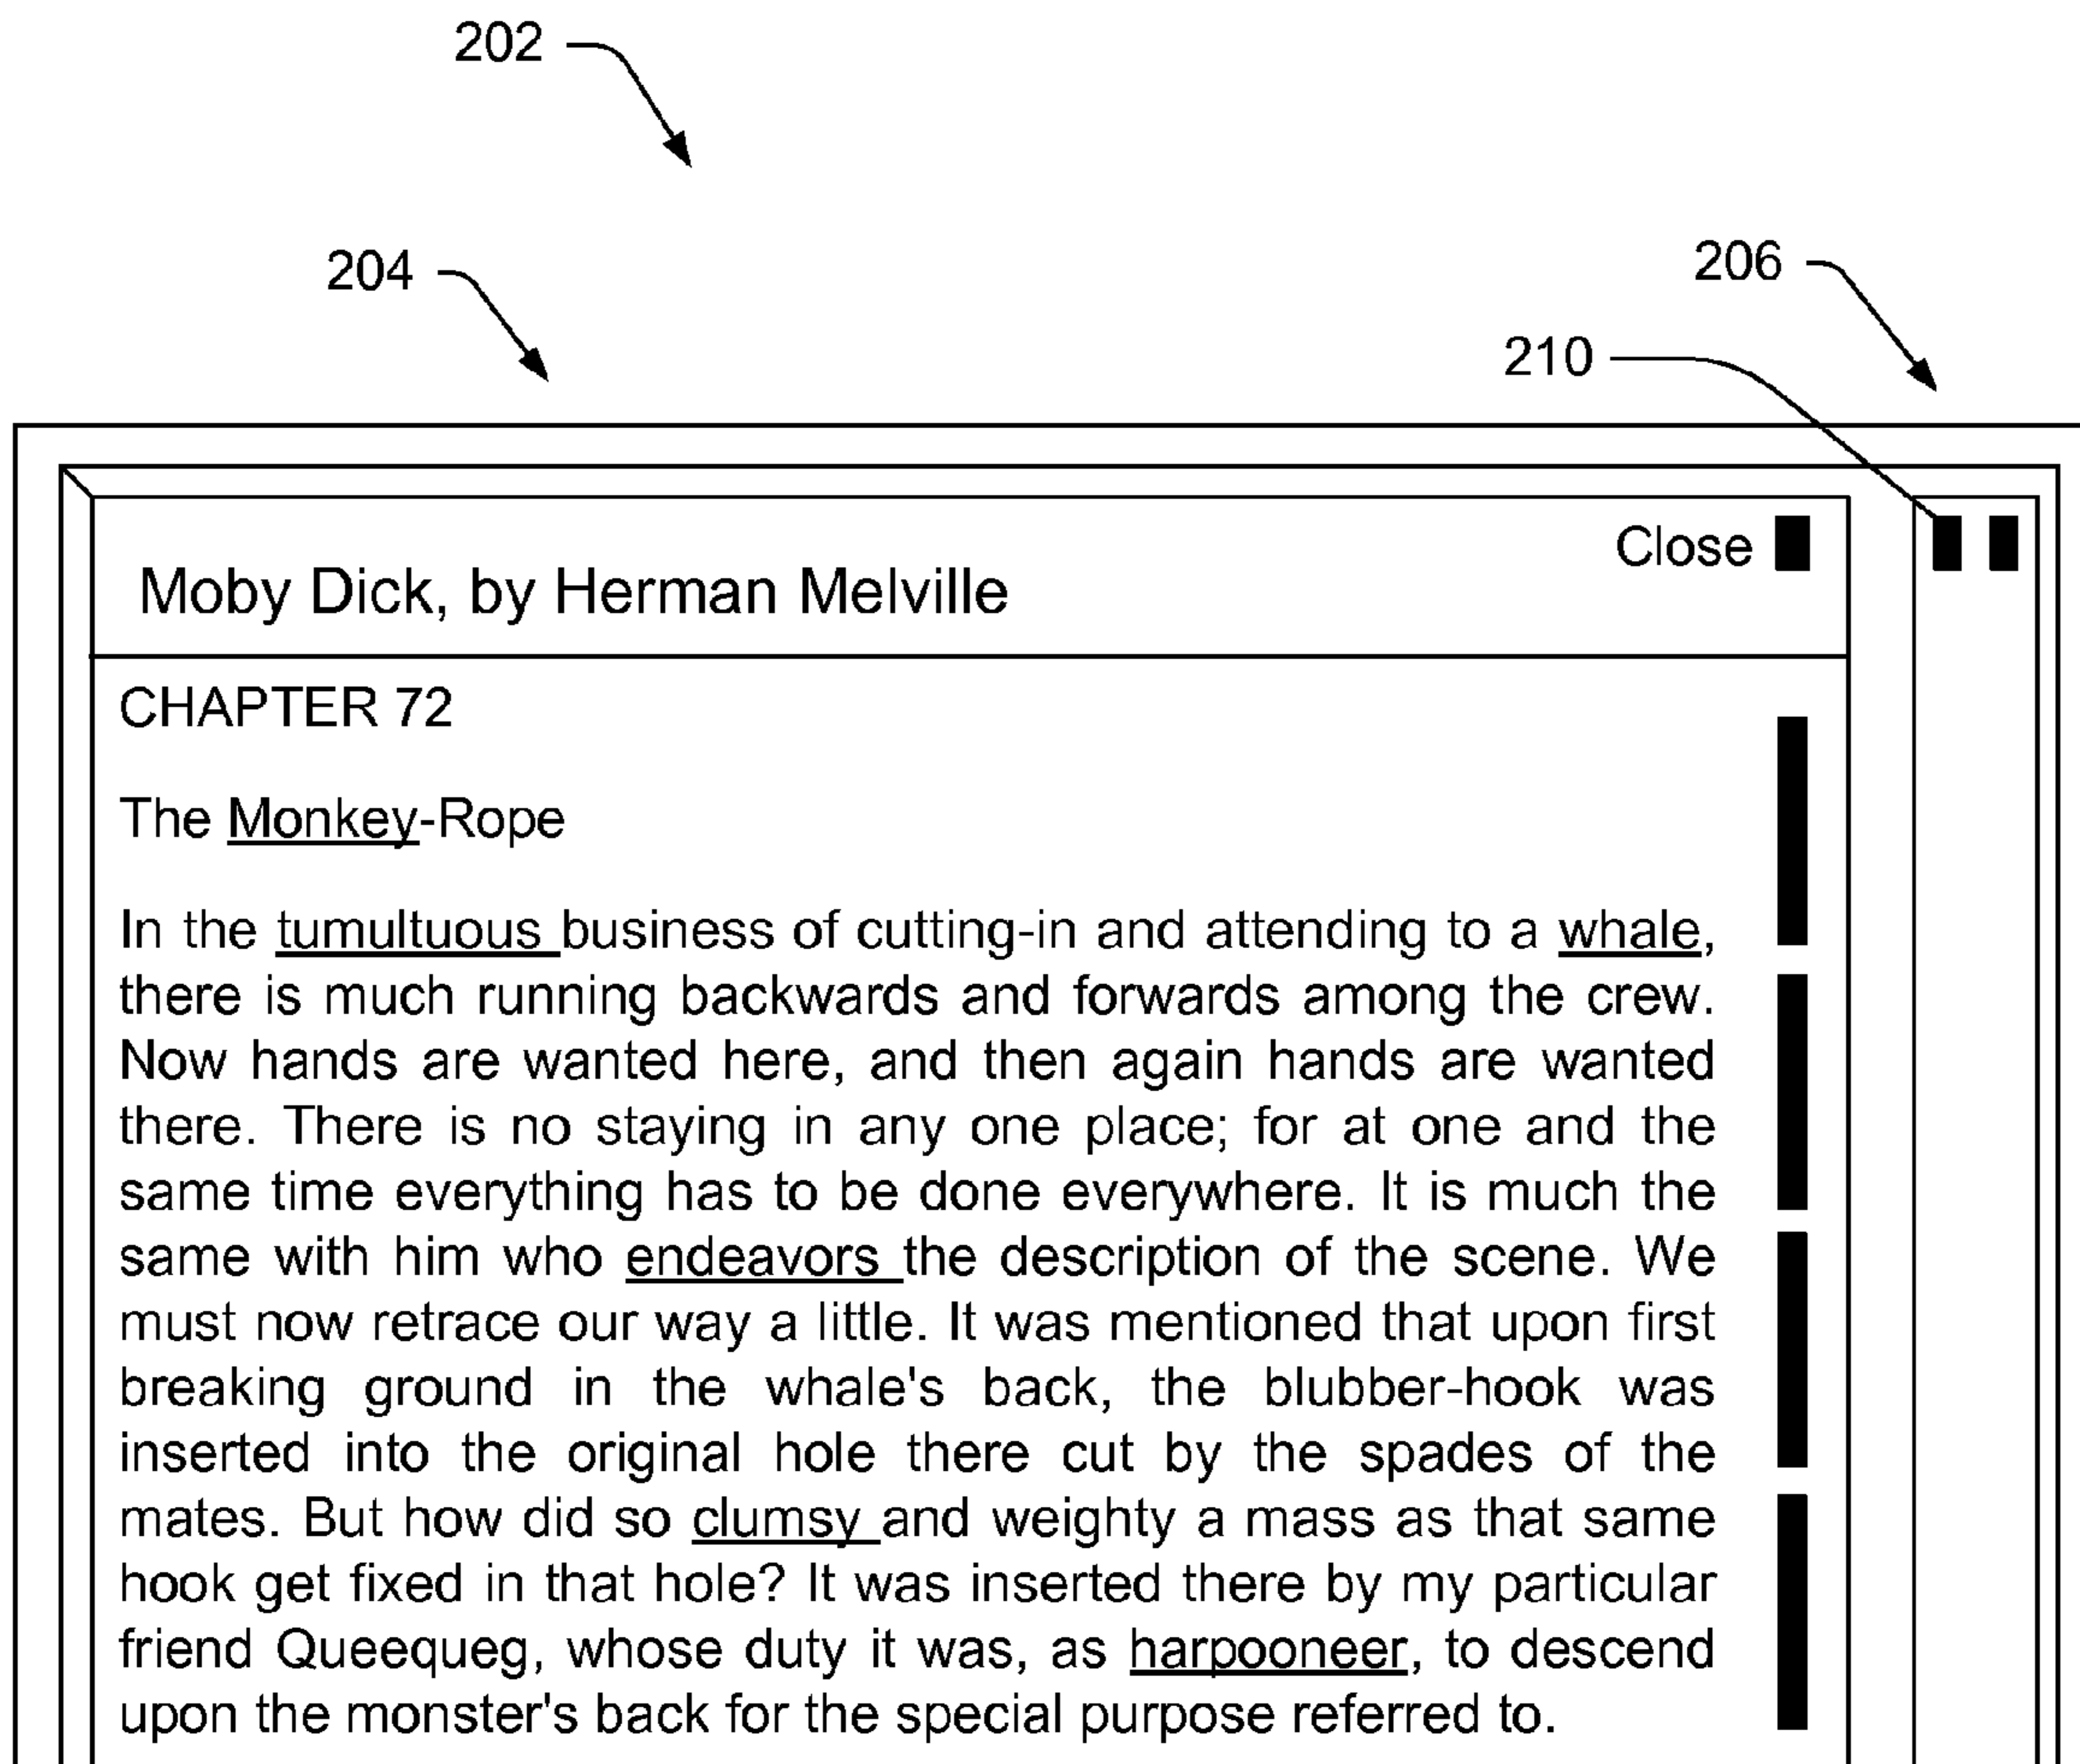 202
204
206
210
Close
Moby Dick, by Herman Melville
CHAPTER 72
The Monkey-Rope
In the tumultuous business of cutting-in and attending to a whale,
there is much running backwards and forwards among the crew.
Now hands are wanted here, and then again hands are wanted
there. There is no staying in any one place; for at one and the
same time everything has to be done everywhere. It is much the
same with him who endeavors the description of the scene. We
must now retrace our way a little. It was mentioned that upon first
breaking ground in the whale's back, the blubber-hook was
inserted into the original hole there cut by the spades of the
mates. But how did so clumsy and weighty a mass as that same
hook get fixed in that hole? It was inserted there by my particular
friend Queequeg, whose duty it was, as harpooneer, to descend
upon the monster's back for the special purpose referred to.